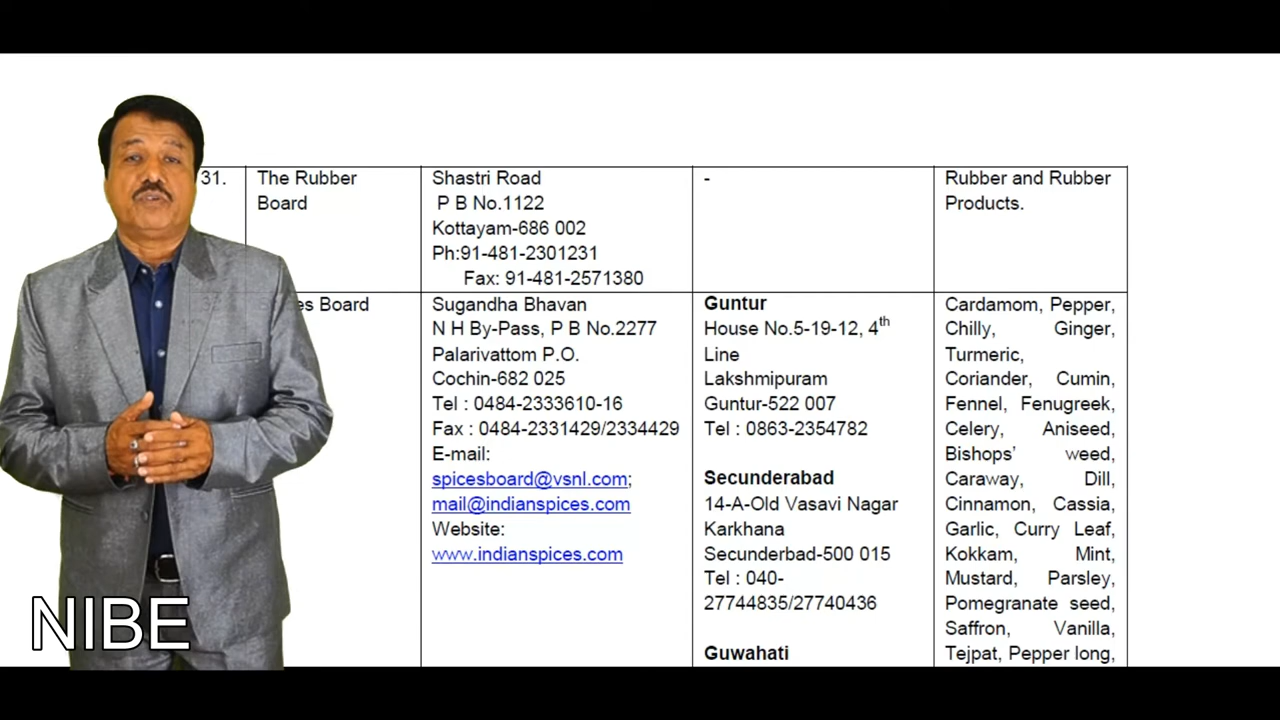 31.
The Rubber
Board
Shastri Road
P B No.1122
Kottayam-686 002
Ph:91-481-2301231
Fax: 91-481-2571380
-
Rubber and Rubber
Products.
Board
Sugandha Bhavan
N H By-Pass, P B No.2277
Palarivattom P.O.
Cochin-682 025
Tel : 0484-2333610-16
Fax : 0484-2331429/2334429
E-mail:
spicesboard@vsnl.com;
mail@indianspices.com
Website:
www.indianspices.com
Guntur
House No.5-19-12, 4th
Line
Lakshmipuram
Guntur-522 007
Tel : 0863-2354782
Secunderabad
14-A-Old Vasavi Nagar
Karkhana
Secunderbad-500 015
Tel : 040-
27744835/27740436
Guwahati
Cardamom, Pepper,
Chilly, Ginger,
Turmeric,
Coriander, Cumin,
Fennel, Fenugreek,
Celery, Aniseed,
Bishops' weed,
Caraway, Dill,
Cinnamon, Cassia,
Garlic, Curry Leaf,
Kokkam, Mint,
Mustard, Parsley,
Pomegranate seed,
Saffron, Vanilla,
Tejpat, Pepper long,
NIBE